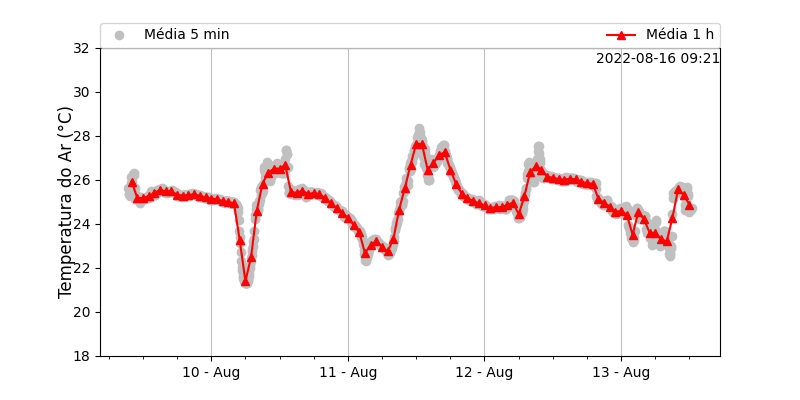 Média 5 min
Média 1 h
2022-08-16 09:21
Temperatura do Ar (°C)
32
30
28
26
24
22
20
18
10 - Aug
11 - Aug
12 - Aug
13 - Aug